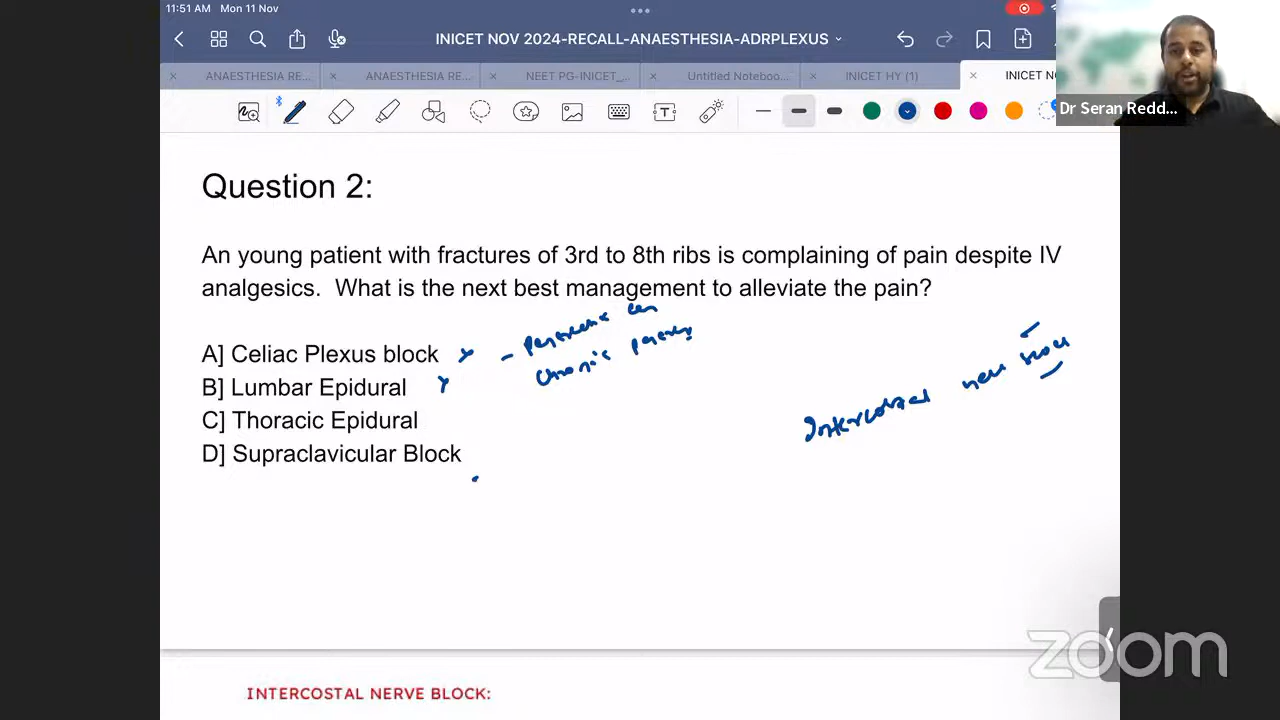 11:51 AM Mon 11 Nov
INICET NOV 2024-RECALL-ANAESTHESIA-ADRPLEXUS
ANAESTHESIA RE...
ANAESTHESIA RE...
NEET PG-INICET_...
Untitled Noteboo...
INICET HY (1)
INICET NO
Dr Seran Redd...
Question 2:
An young patient with fractures of 3rd to 8th ribs is complaining of pain despite IV
analgesics. What is the next best management to alleviate the pain?
A] Celiac Plexus block
B] Lumbar Epidural
C] Thoracic Epidural
D] Supraclavicular Block
chronic
Intercostal
zoom
INTERCOSTAL NERVE BLOCK: